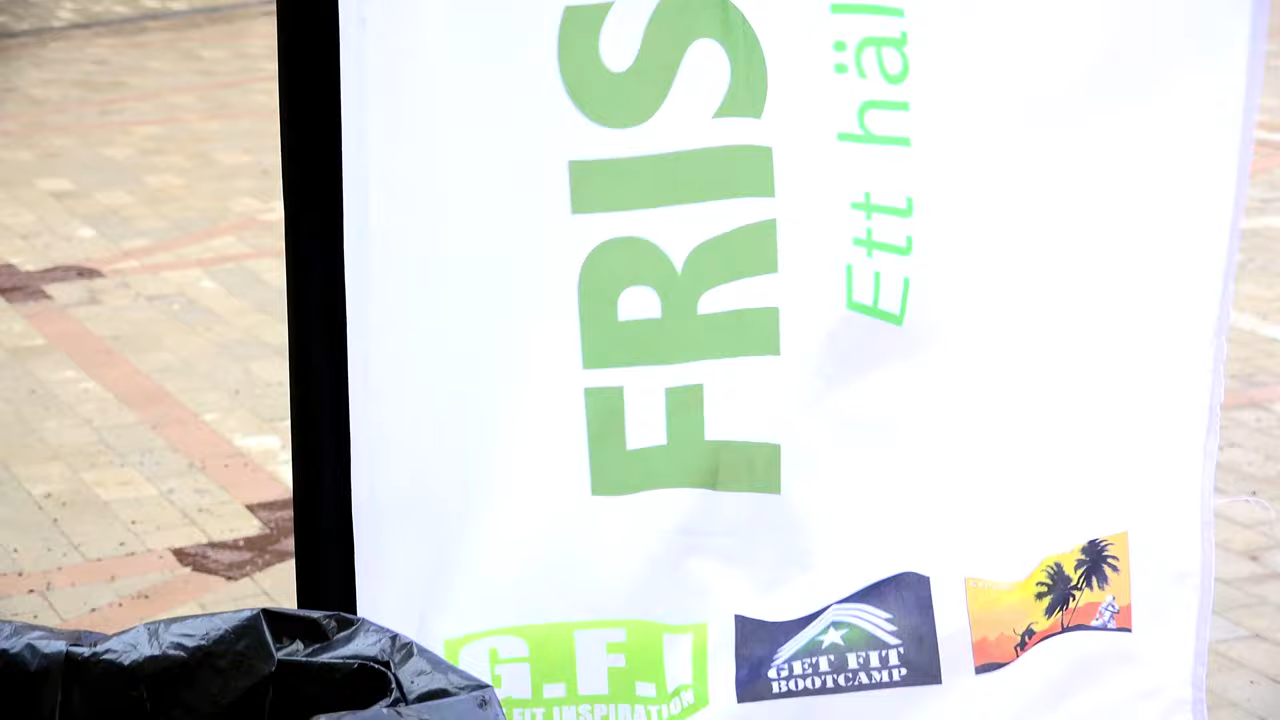 FRIS
Ett häl
G.F.I
FIT INSPIRATION
GET FIT
BOOTCAMP